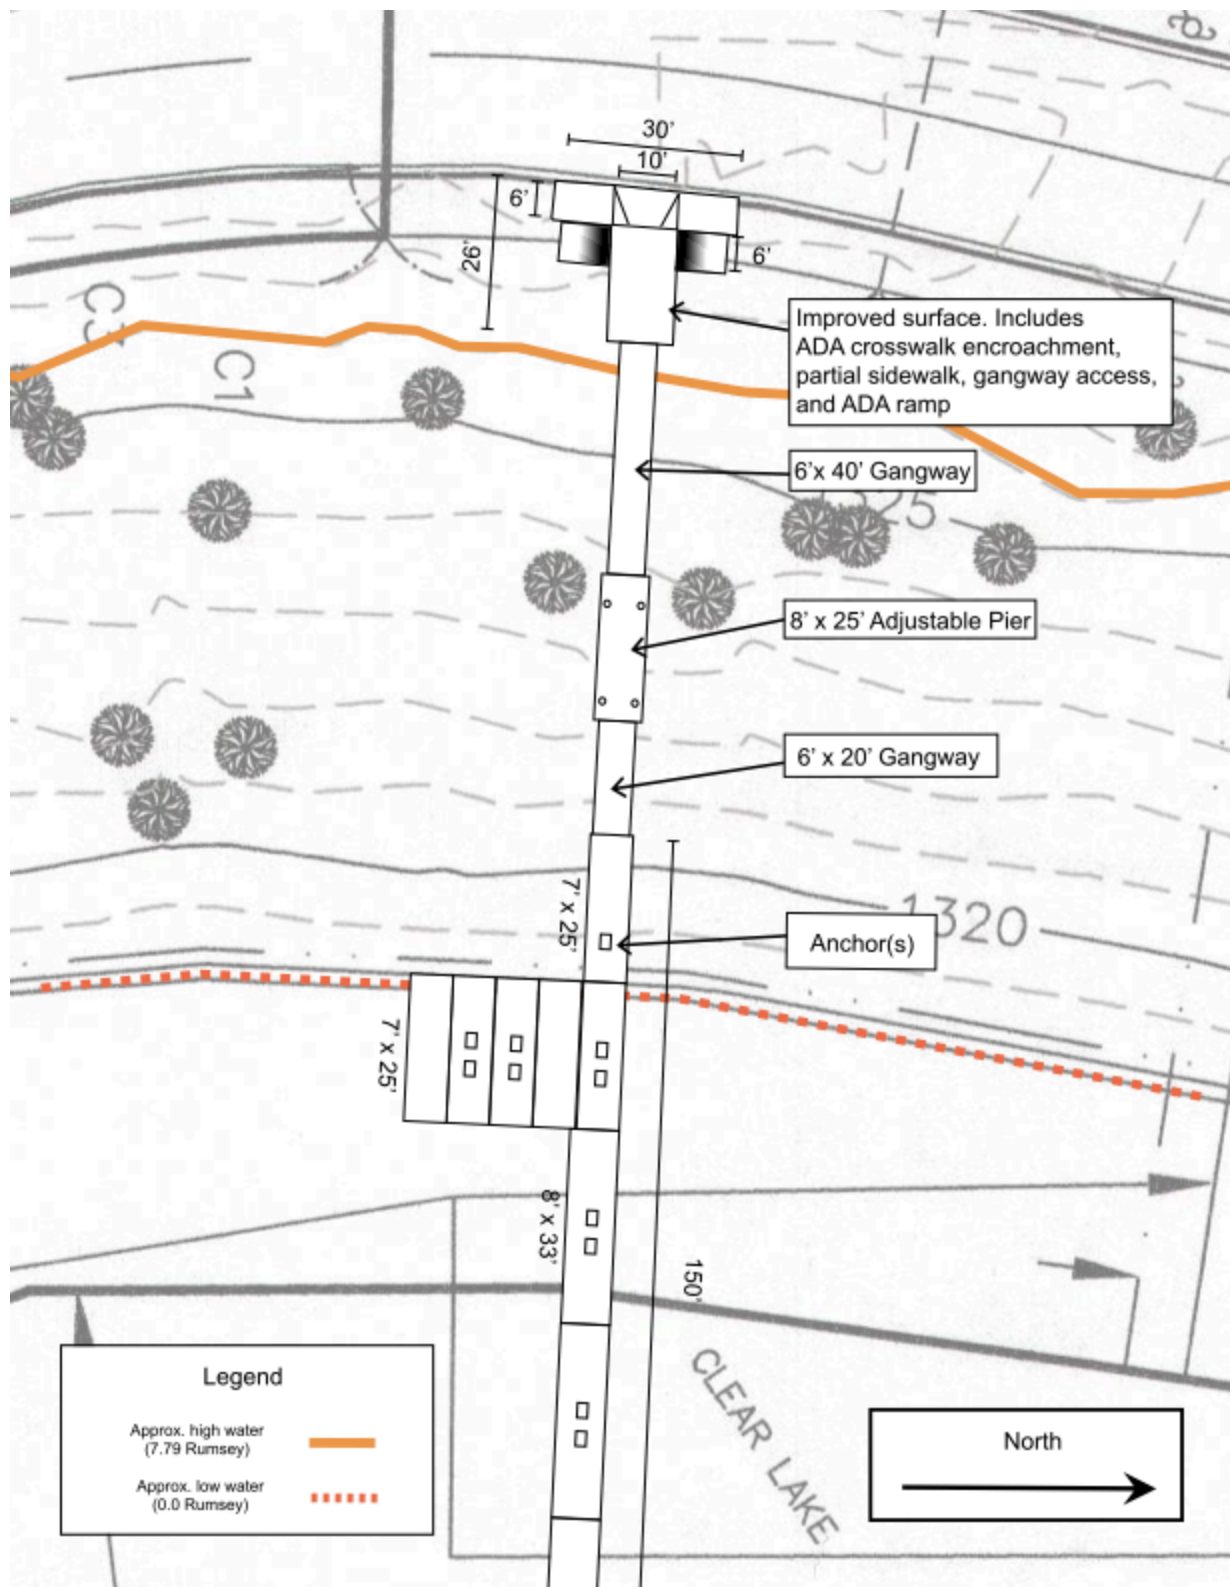 30’
10’
6’
26’
6’
C1
Improved surface. Includes
ADA crosswalk encroachment,
partial sidewalk, gangway access,
and ADA ramp
6’x 40’ Gangway
8’ x 25’ Adjustable Pier
6’ x 20’ Gangway
7’ x 25’
1320
Anchor(s)
7’ x 25’
8’ x 33’
150’
CLEAR LAKE
Legend
Approx. high water
(7.79 Rumsey)
Approx. low water
(0.0 Rumsey)
North